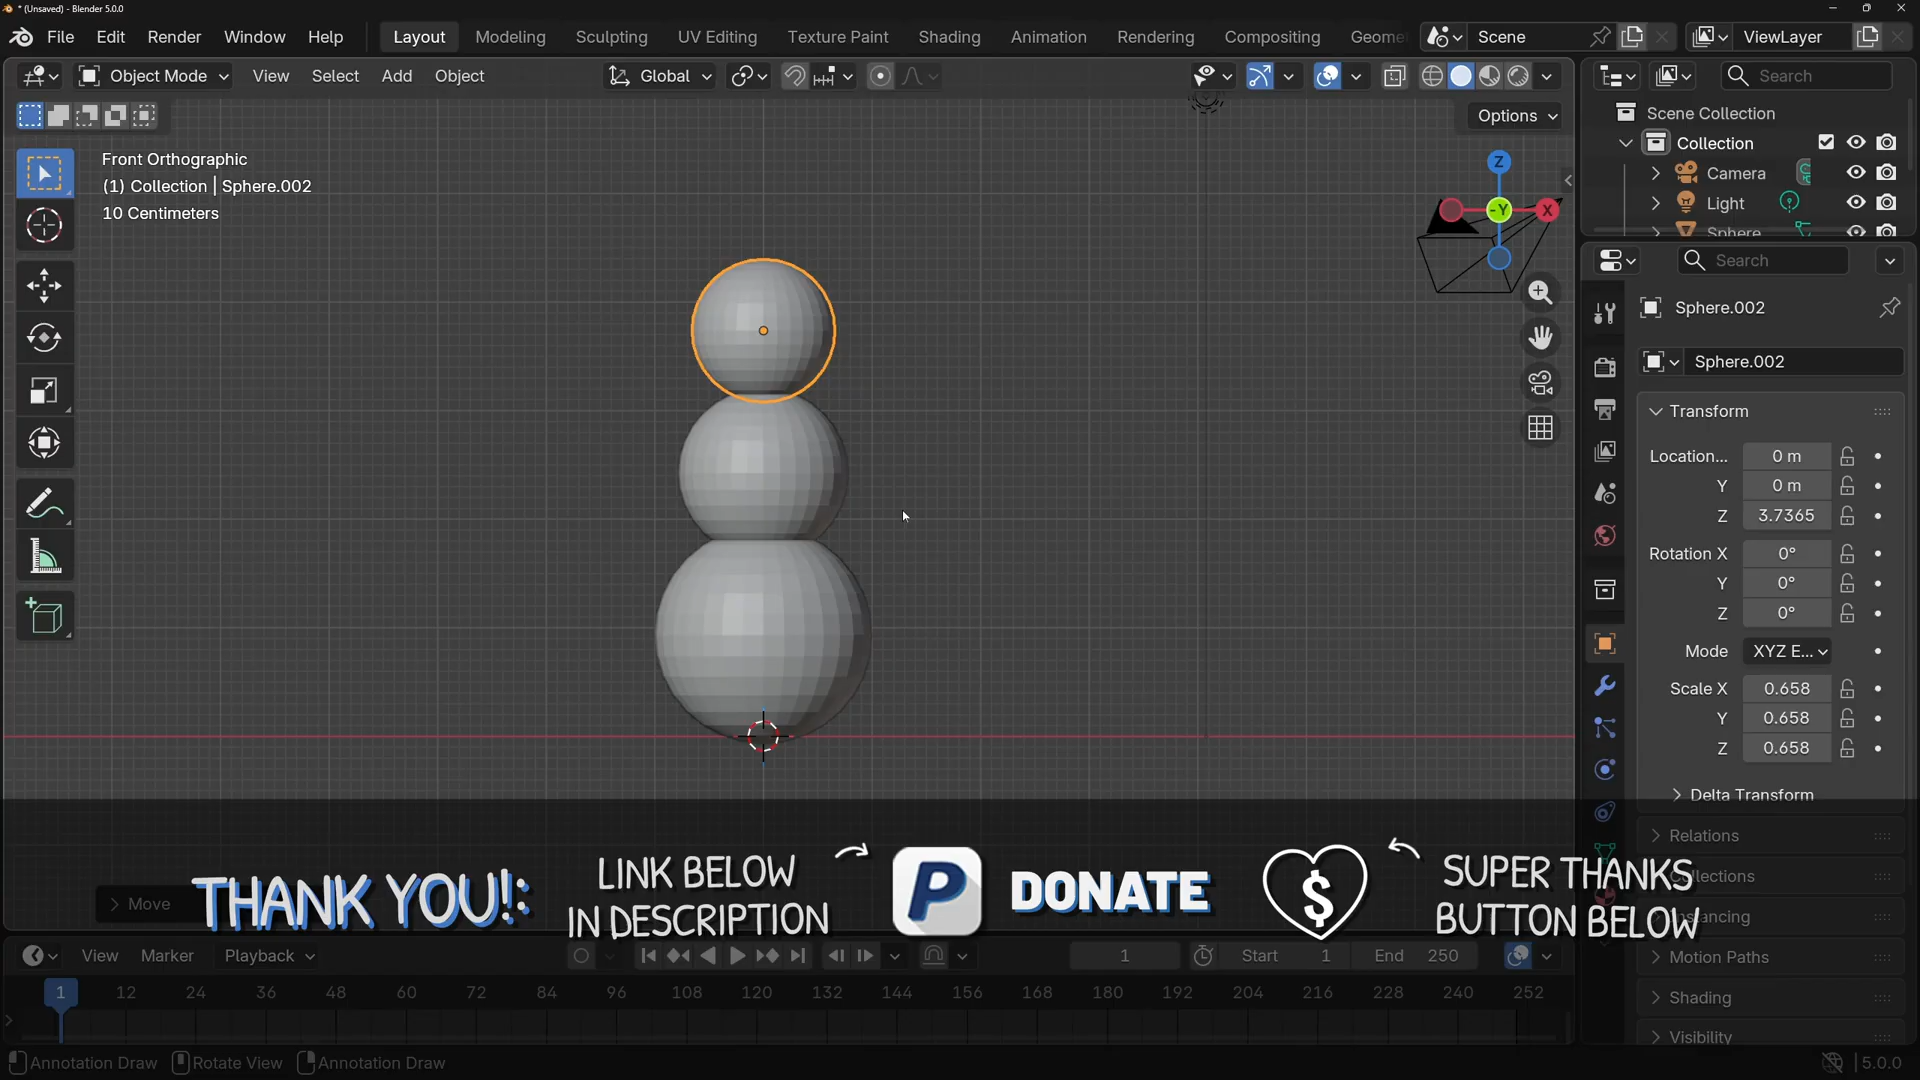 * (Unsaved) - Blender 5.0.0
File Edit Render Window Help Layout Modeling Sculpting UV Editing Texture Paint Shading Animation Rendering Compositing Geome Scene ViewLayer
Object Mode View Select Add Object Global Search
Options
Front Orthographic
(1) Collection | Sphere.002
10 Centimeters
Z
-Y
X
Scene Collection
Collection
Camera
Light
Sphere
Search
Sphere.002
Sphere.002
Transform
Location... 0 m
Y 0 m
Z 3.7365
Rotation X 0°
Y 0°
Z 0°
Mode XYZ E...
Scale X 0.658
Y 0.658
Z 0.658
Delta Transform
Relations
Collections
Instancing
Motion Paths
Shading
Visibility
Move
THANK YOU!:
LINK BELOW
IN DESCRIPTION
P
DONATE
$
SUPER THANKS
BUTTON BELOW
View Marker Playback 1 Start 1 End 250
1 12 24 36 48 60 72 84 96 108 120 132 144 156 168 180 192 204 216 228 240 252
Annotation Draw Rotate View Annotation Draw 5.0.0